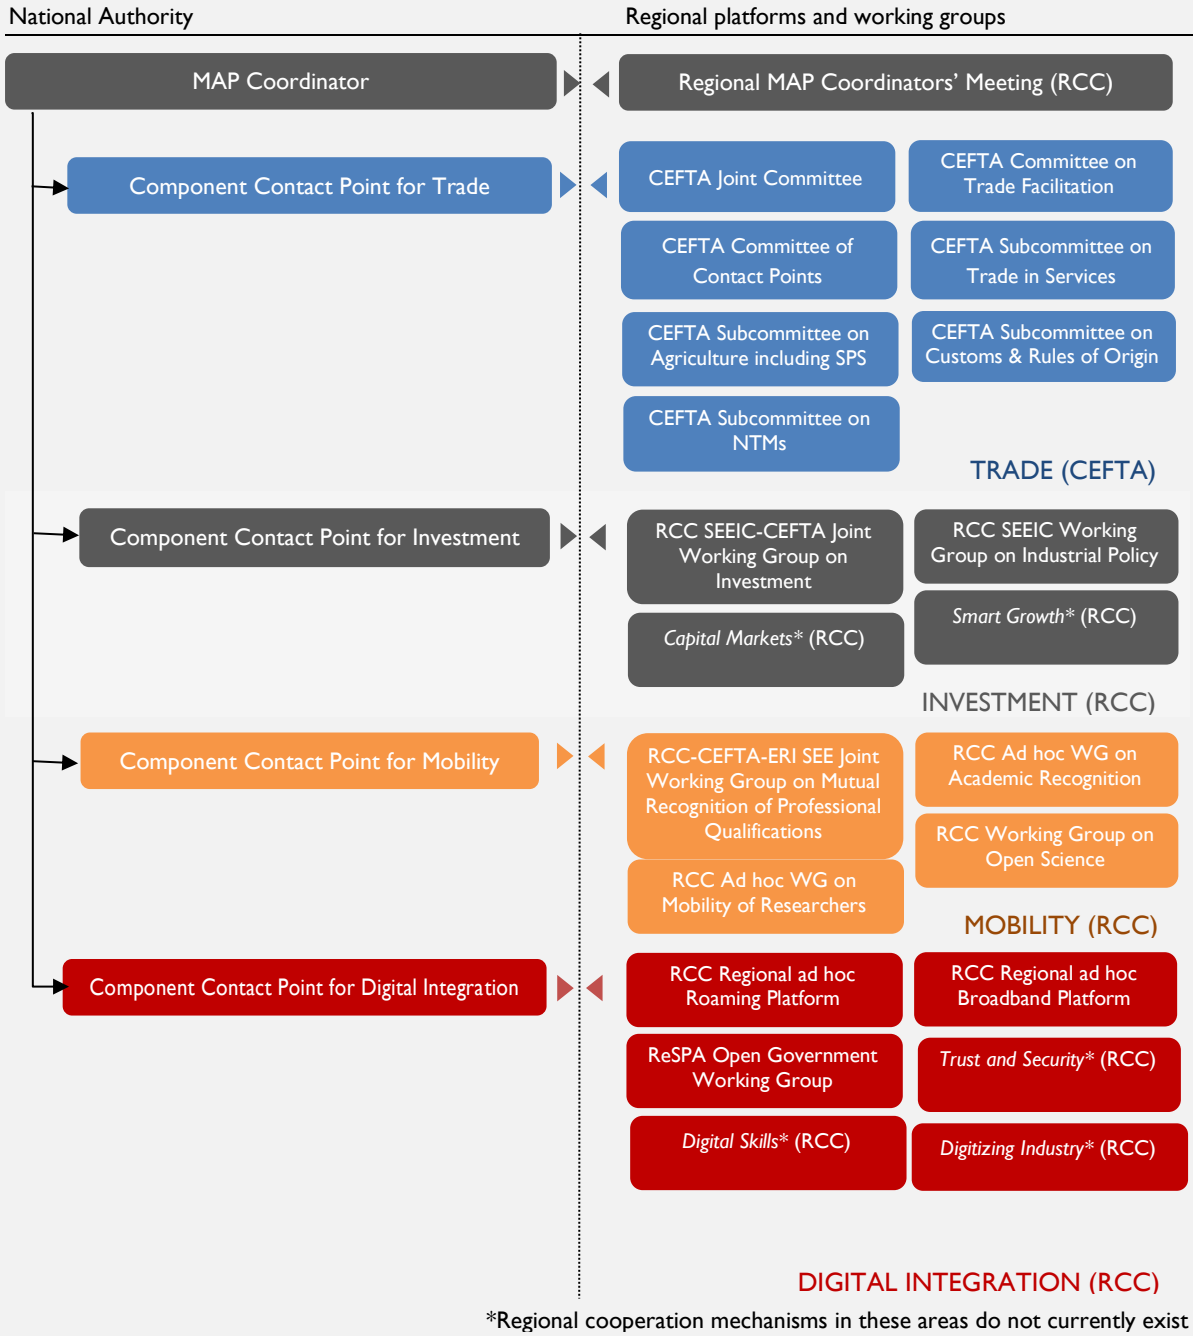 National Authority
Regional platforms and working groups
MAP Coordinator
Regional MAP Coordinators’ Meeting (RCC)
Component Contact Point for Trade
CEFTA Joint Committee
CEFTA Committee on
Trade Facilitation
CEFTA Committee of
Contact Points
CEFTA Subcommittee on
Trade in Services
CEFTA Subcommittee on
Agriculture including SPS
CEFTA Subcommittee on
Customs & Rules of Origin
CEFTA Subcommittee on
NTMs
TRADE (CEFTA)
Component Contact Point for Investment
RCC SEEIC-CEFTA Joint
Working Group on
Investment
RCC SEEIC Working
Group on Industrial Policy
Capital Markets* (RCC)
Smart Growth* (RCC)
INVESTMENT (RCC)
Component Contact Point for Mobility
RCC-CEFTA-ERI SEE Joint
Working Group on Mutual
Recognition of Professional
Qualifications
RCC Ad hoc WG on
Academic Recognition
RCC Working Group on
Open Science
RCC Ad hoc WG on
Mobility of Researchers
MOBILITY (RCC)
Component Contact Point for Digital Integration
RCC Regional ad hoc
Roaming Platform
RCC Regional ad hoc
Broadband Platform
ReSPA Open Government
Working Group
Trust and Security* (RCC)
Digital Skills* (RCC)
Digitizing Industry* (RCC)
DIGITAL INTEGRATION (RCC)
*Regional cooperation mechanisms in these areas do not currently exist